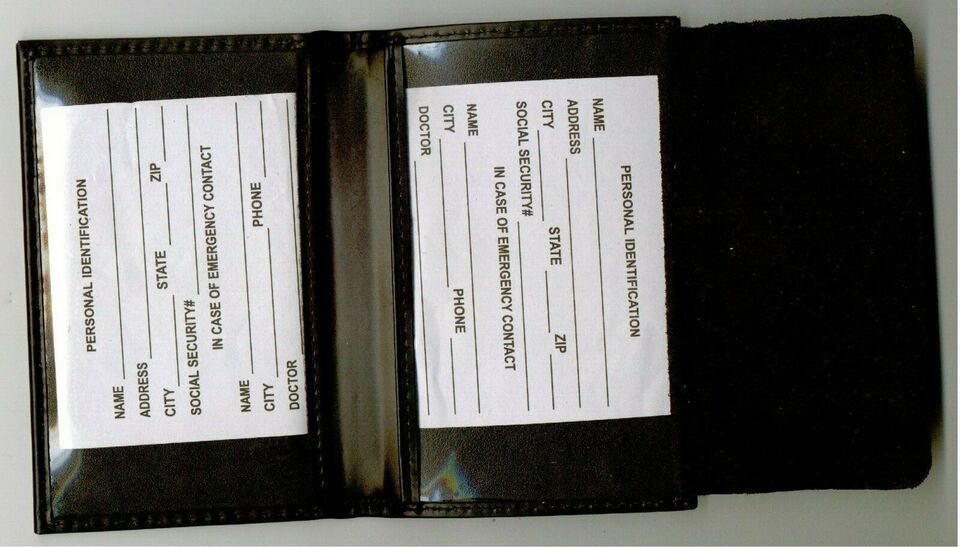 PERSONAL IDENTIFICATION
NAME
ADDRESS
CITY STATE ZIP
SOCIAL SECURITY#
IN CASE OF EMERGENCY CONTACT
NAME
CITY PHONE
DOCTOR
PERSONAL IDENTIFICATION
NAME
ADDRESS
CITY STATE ZIP
SOCIAL SECURITY#
IN CASE OF EMERGENCY CONTACT
NAME
CITY PHONE
DOCTOR